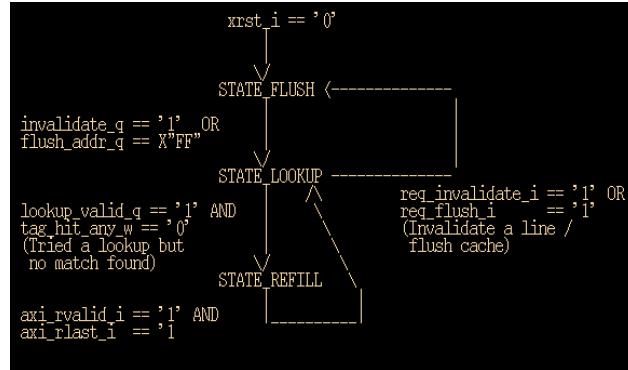 xrst_i == '0'
STATE_FLUSH
invalidate_q == '1' OR
flush_addr_q == X"FF"
STATE_LOOKUP
req_invalidate_i == '1' OR
req_flush_i == '1'
(Invalidate a line /
flush cache)
lookup_valid_q == '1' AND
tag_hit_any_w == '0'
(Tried a lookup but
no match found)
STATE_REFILL
axi_rvalid_i == '1' AND
axi_rlast_i == '1